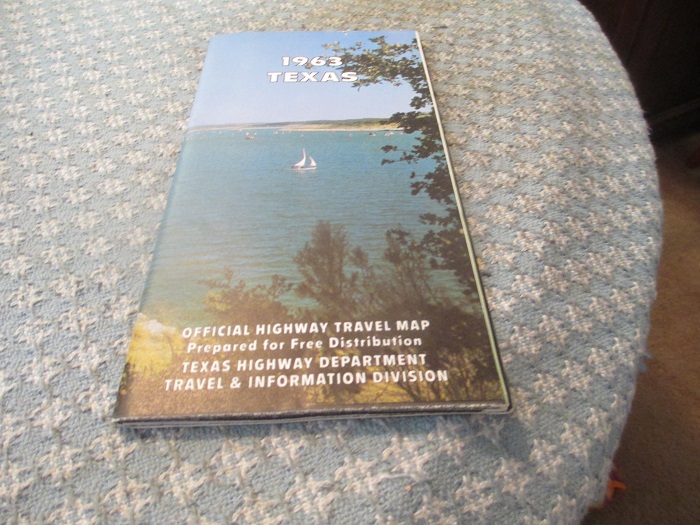 1963
TEXAS
OFFICIAL HIGHWAY TRAVEL MAP
Prepared for Free Distribution
TEXAS HIGHWAY DEPARTMENT
TRAVEL & INFORMATION DIVISION